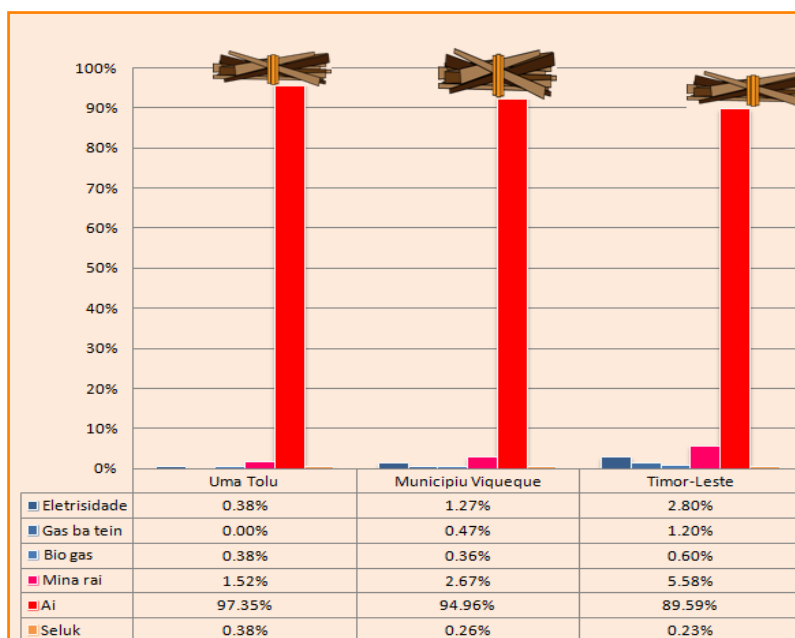 100%
90%
80%
70%
60%
50%
40%
30%
20%
10%
0%
Uma Tolu Municipiu Viqueque Timor-Leste
Eletrisidade 0.38% 1.27% 2.80%
Gas ba tein 0.00% 0.47% 1.20%
Bio gas 0.38% 0.36% 0.60%
Mina rai 1.52% 2.67% 5.58%
Ai 97.35% 94.96% 89.59%
Seluk 0.38% 0.26% 0.23%